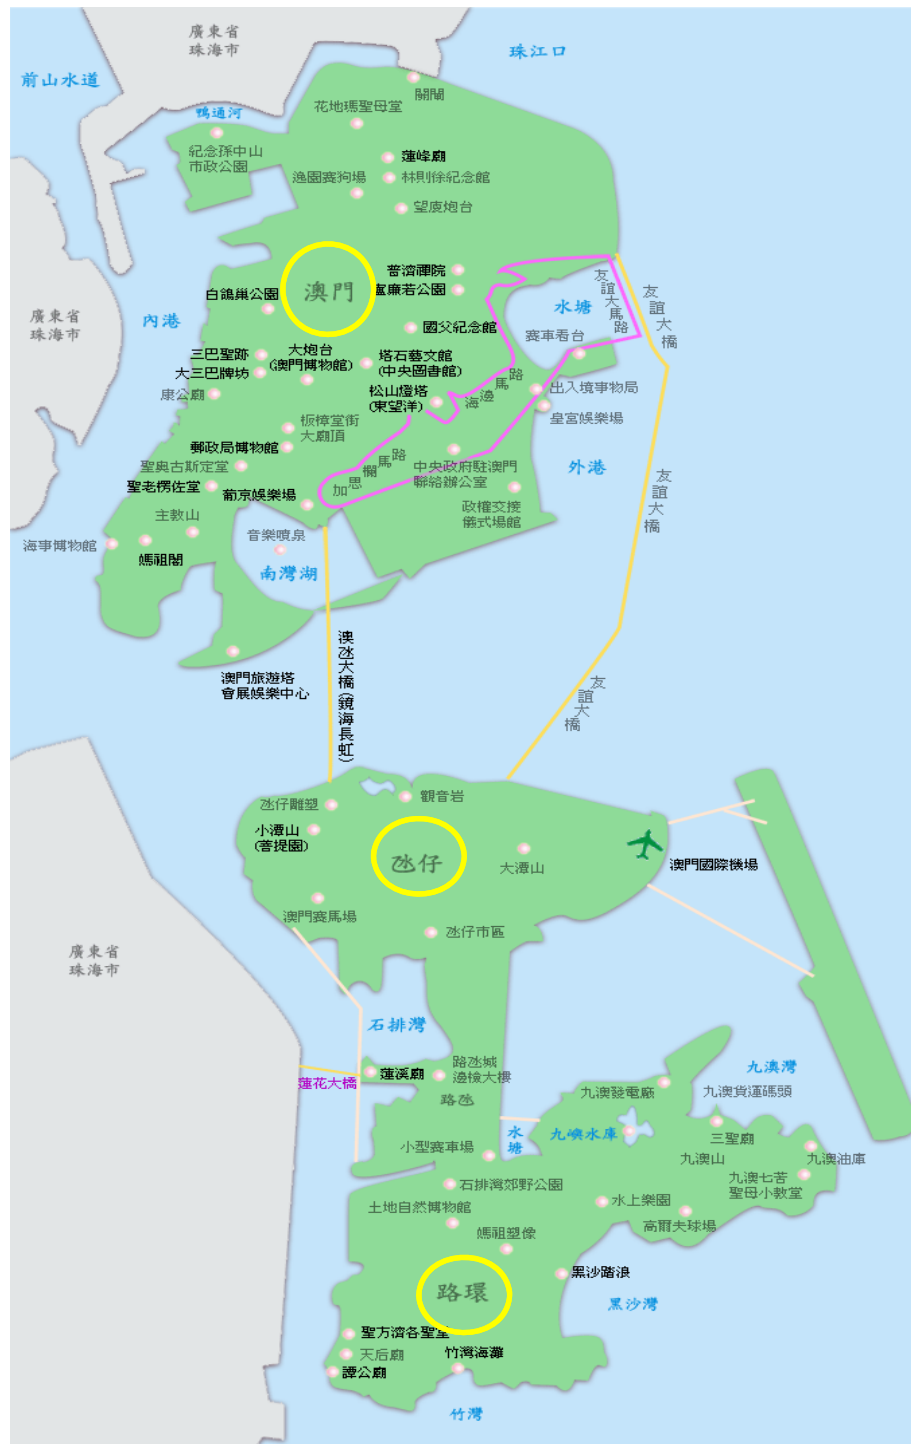 廣東省
珠海市
前山水道
珠江口
鴨涌河
關閘
花地瑪聖母堂
紀念孫中山
市政公園
蓮峰廟
逸園賽狗場
林則徐紀念館
望廈炮台
澳門
普濟禪院
盧廉若公園
白鴿巢公園
水塘
友誼大馬路
友誼大橋
廣東省
珠海市
內港
國父紀念館
賽車看台
三巴聖跡
大炮台
(澳門博物館)
塔石藝文館
(中央圖書館)
大三巴牌坊
康公廟
松山燈塔
(東望洋)
海邊馬路
出入境事物局
皇宮娛樂場
板樟堂街
大廟頂
郵政局博物館
聖奧古斯定堂
加思欄馬路
中央政府駐澳門
聯絡辦公室
外港
聖老楞佐堂
葡京娛樂場
政權交接
儀式場館
友誼大橋
主教山
海事博物館
媽祖閣
音樂噴泉
南灣湖
澳門旅遊塔
會展娛樂中心
澳氹大橋(鏡海長虹)
友誼大橋
氹仔雕塑
觀音岩
小潭山
(菩提園)
氹仔
大潭山
澳門國際機場
澳門賽馬場
氹仔市區
廣東省
珠海市
石排灣
蓮花大橋
蓮溪廟
路氹城
邊檢大樓
路氹
九澳灣
九澳發電廠
九澳貨運碼頭
水塘
九嶼水庫
小型賽車場
三聖廟
九澳山
九澳油庫
九澳七苦
聖母小教堂
石排灣郊野公園
土地自然博物館
水上樂園
高爾夫球場
媽祖塑像
黑沙踏浪
路環
黑沙灣
聖方濟各聖堂
天后廟
竹灣海灘
譚公廟
竹灣